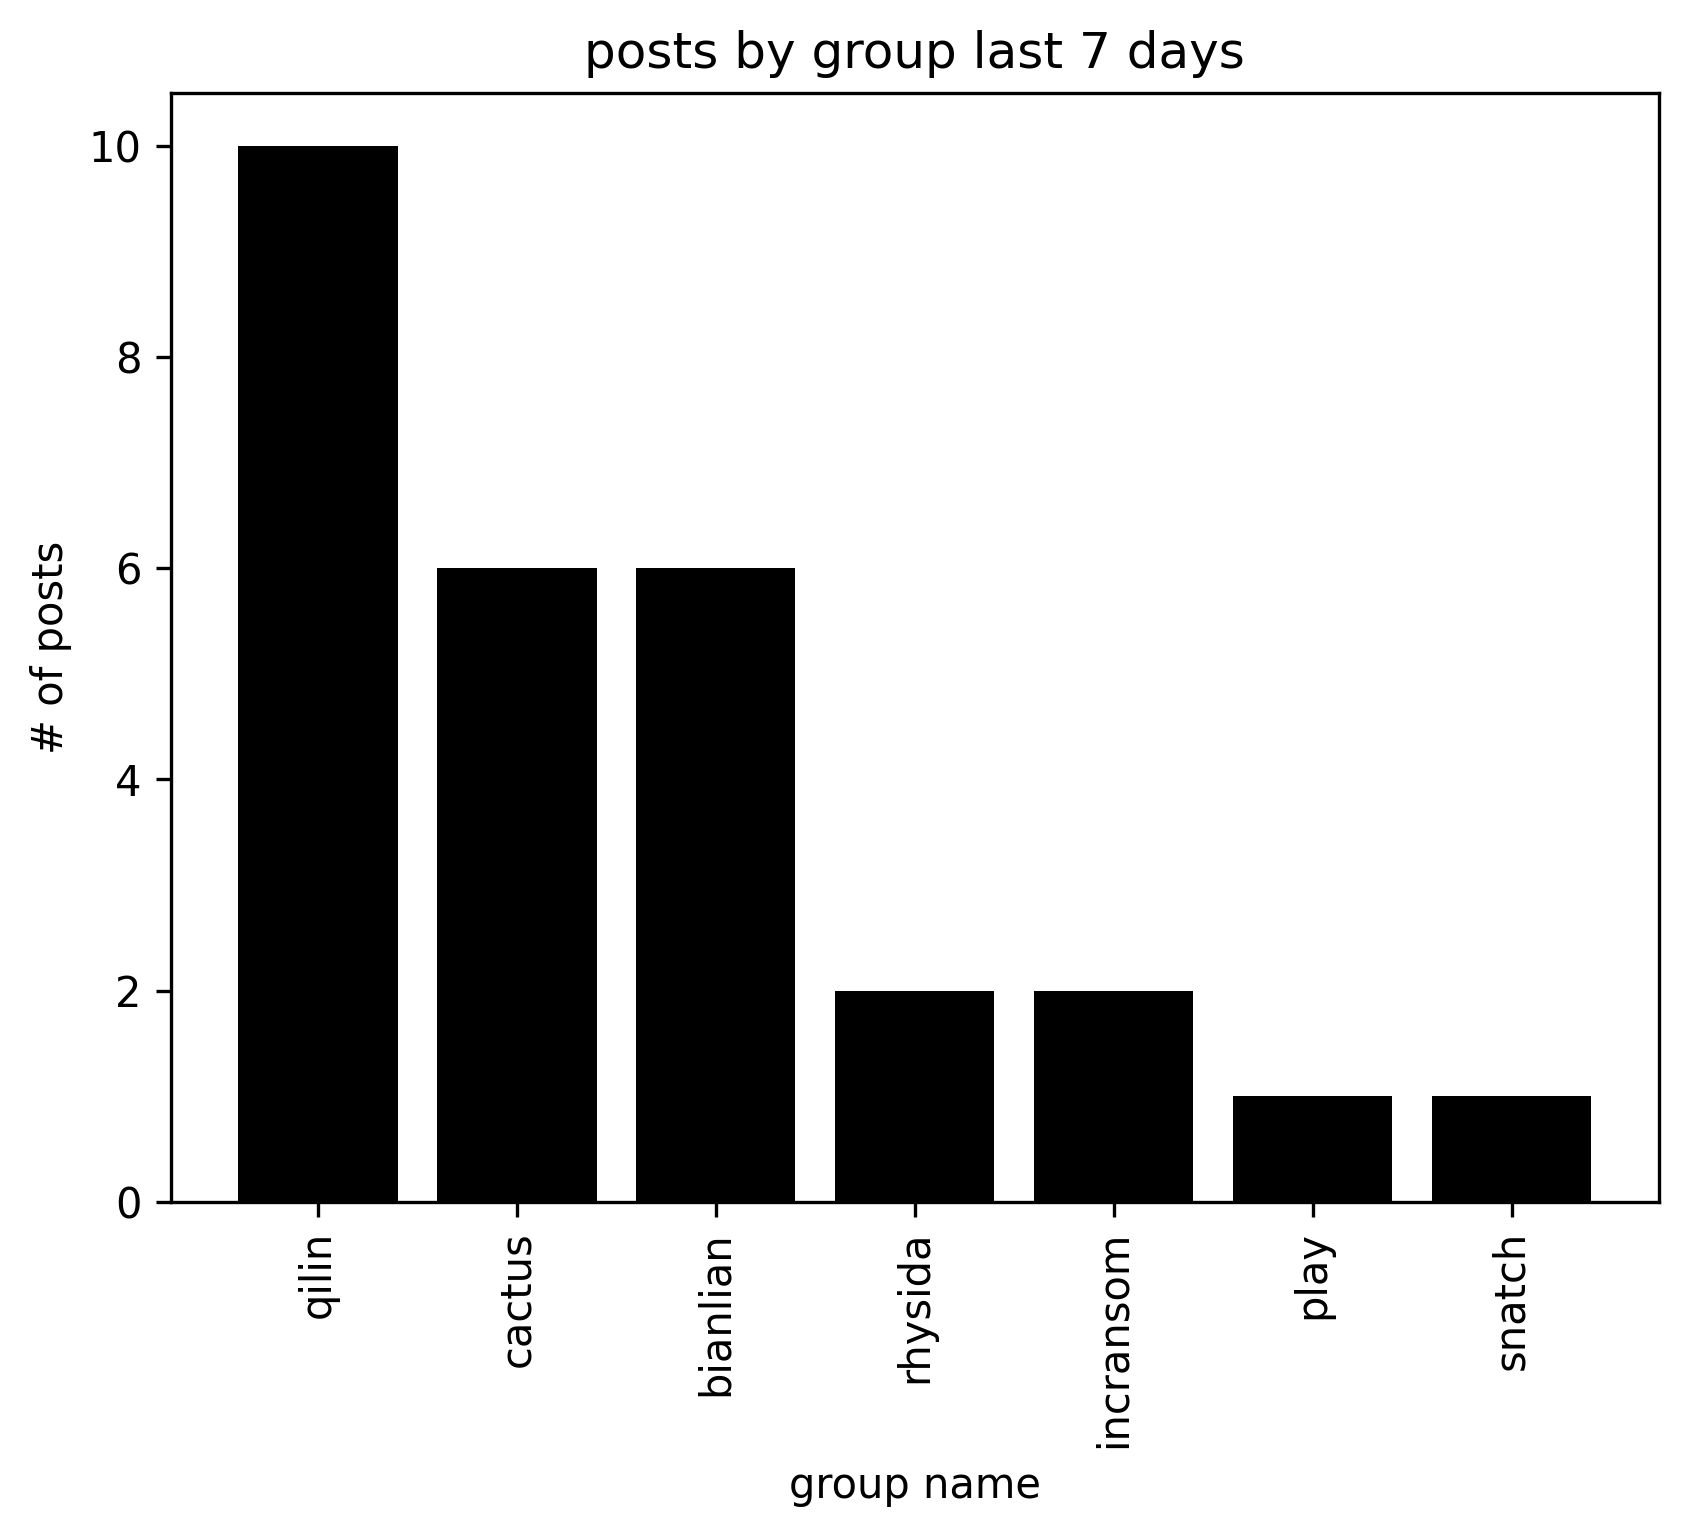 posts by group last 7 days
10
8
6
4
2
0
# of posts
qilin
cactus
bianlian
rhysida
incransom
play
snatch
group name